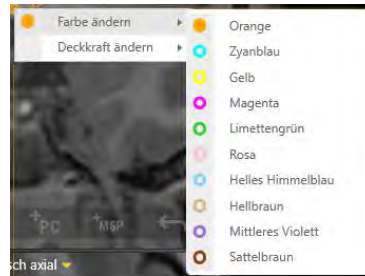 Farbe ändern
Deckkraft ändern
Orange
Zyanblau
Gelb
Magenta
Limettengrün
Rosa
Helles Himmelblau
Hellbraun
Mittleres Violett
Sattelbraun
+PC +MSP
sch axial